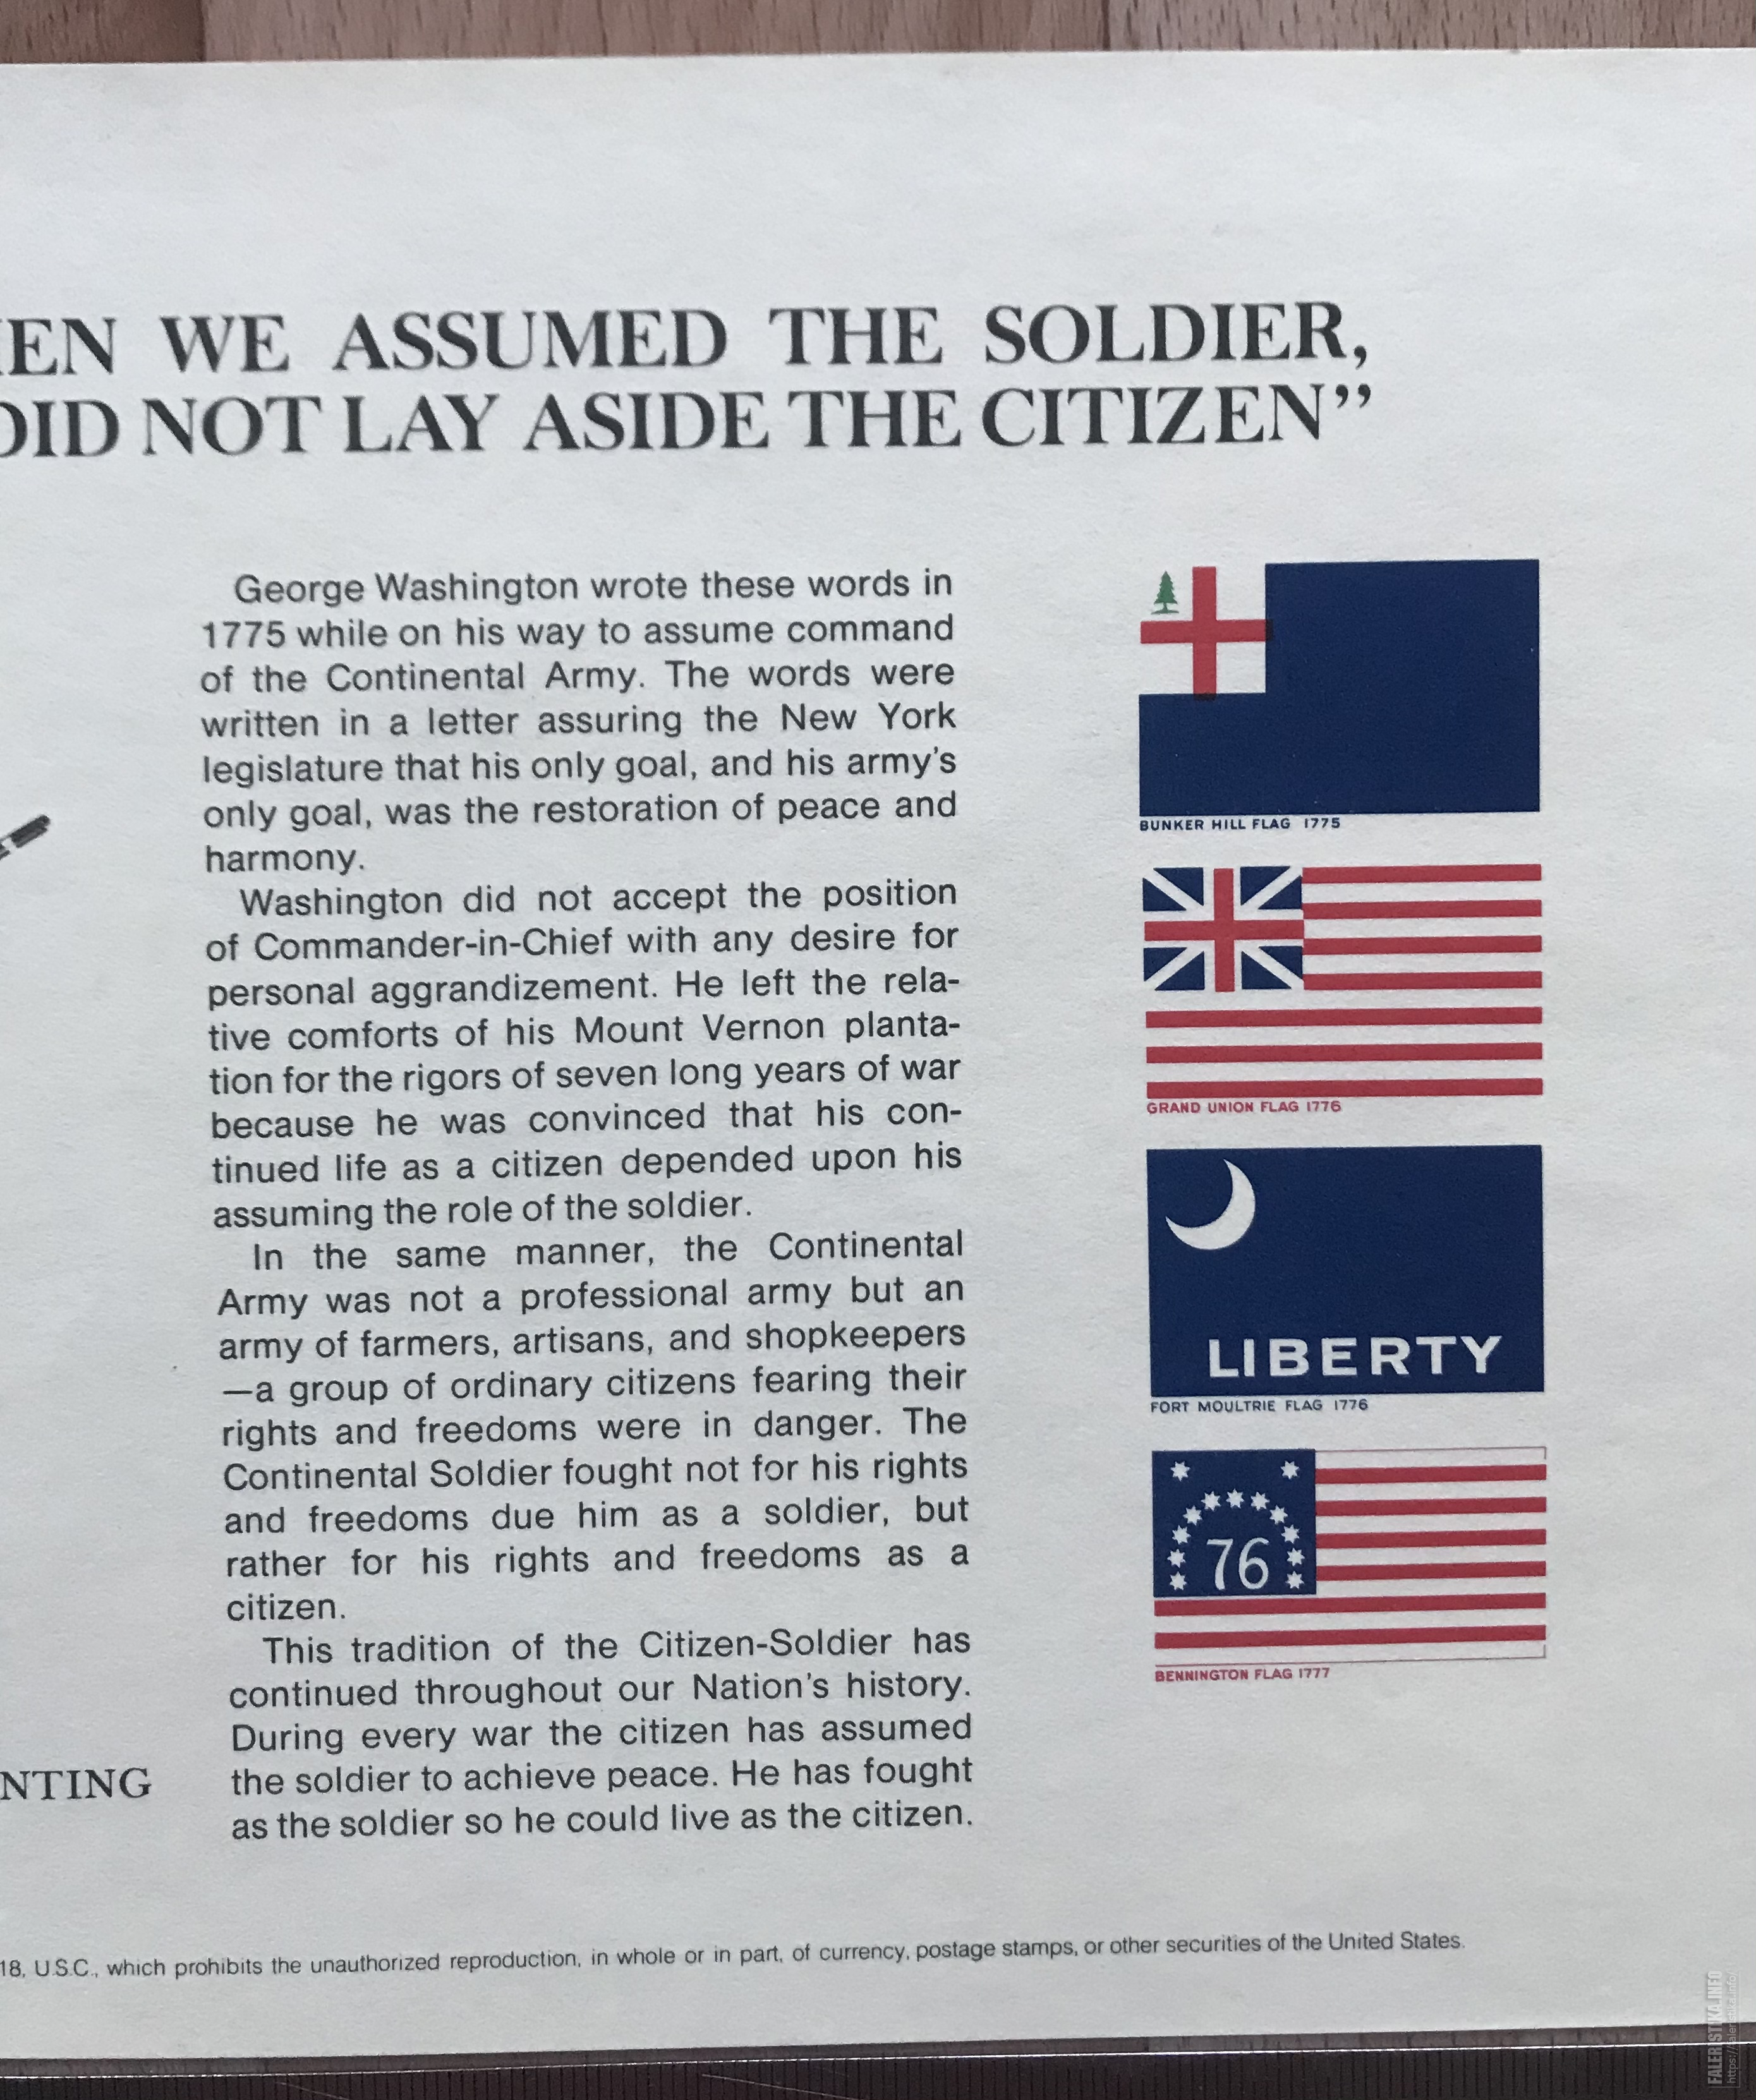 EN WE ASSUMED THE SOLDIER,
DID NOT LAY ASIDE THE CITIZEN”
George Washington wrote these words in
1775 while on his way to assume command
of the Continental Army. The words were
written in a letter assuring the New York
legislature that his only goal, and his army’s
only goal, was the restoration of peace and
harmony.
Washington did not accept the position
of Commander-in-Chief with any desire for
personal aggrandizement. He left the rela-
tive comforts of his Mount Vernon planta-
tion for the rigors of seven long years of war
because he was convinced that his con-
tinued life as a citizen depended upon his
assuming the role of the soldier.
In the same manner, the Continental
Army was not a professional army but an
army of farmers, artisans, and shopkeepers
—a group of ordinary citizens fearing their
rights and freedoms were in danger. The
Continental Soldier fought not for his rights
and freedoms due him as a soldier, but
rather for his rights and freedoms as a
citizen.
This tradition of the Citizen-Soldier has
continued throughout our Nation’s history.
During every war the citizen has assumed
the soldier to achieve peace. He has fought
as the soldier so he could live as the citizen.
BUNKER HILL FLAG 1775
GRAND UNION FLAG 1776
LIBERTY
FORT MOULTRIE FLAG 1776
76
BENNINGTON FLAG 1777
NTING
18, U.S.C., which prohibits the unauthorized reproduction, in whole or in part, of currency, postage stamps, or other securities of the United States.
FALERISTIKA.INFO